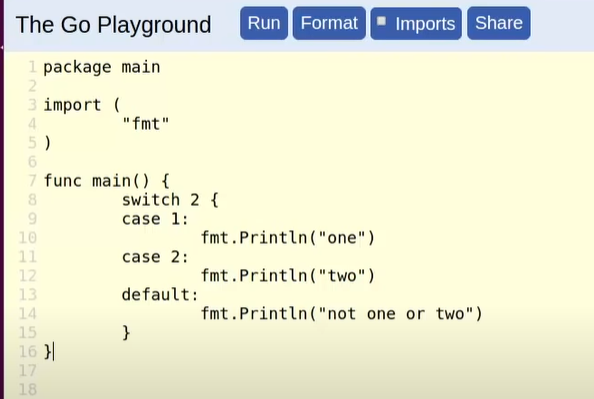 The Go Playground Run Format Imports Share
1 package main
2
3 import (
4 "fmt"
5 )
6
7 func main() {
8 switch 2 {
9 case 1:
10 fmt.Println("one")
11 case 2:
12 fmt.Println("two")
13 default:
14 fmt.Println("not one or two")
15 }
16 }
17
18